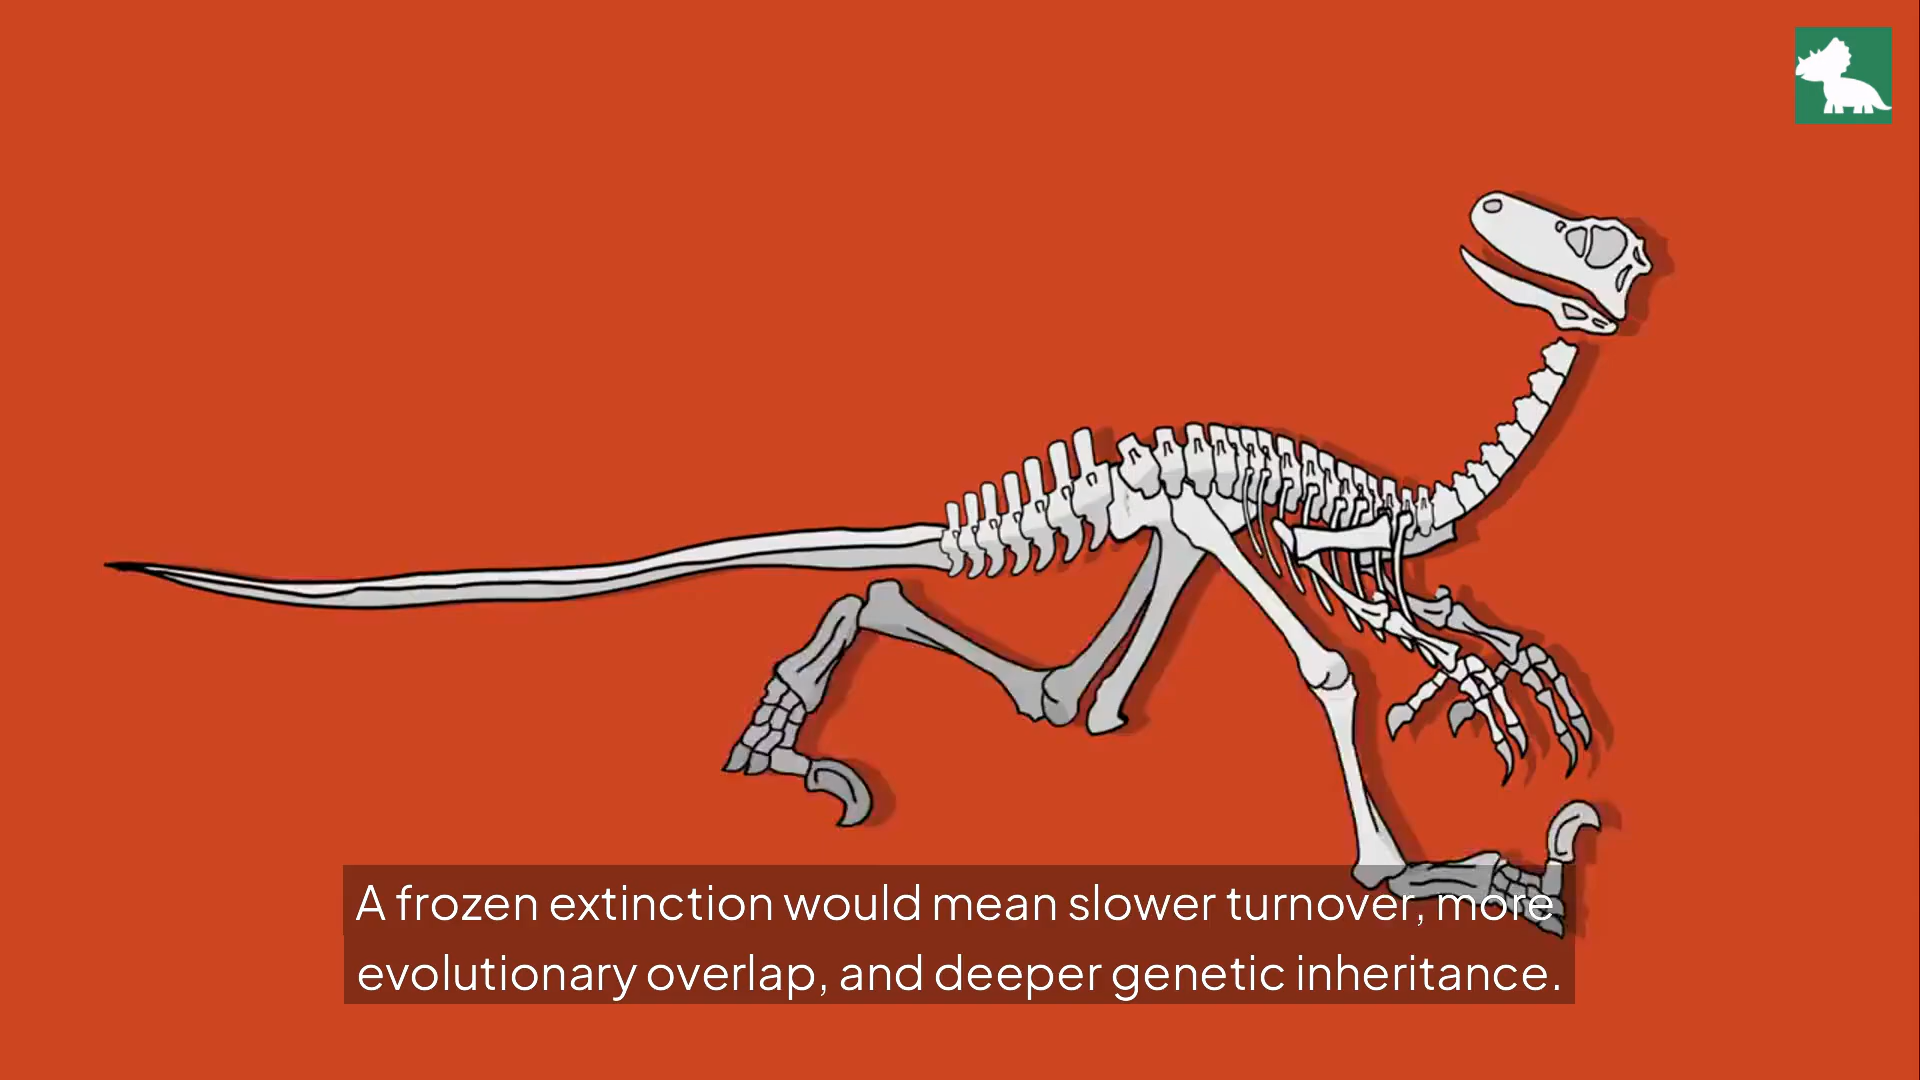 A frozen extinction would mean slower turnover, more
evolutionary overlap, and deeper genetic inheritance.